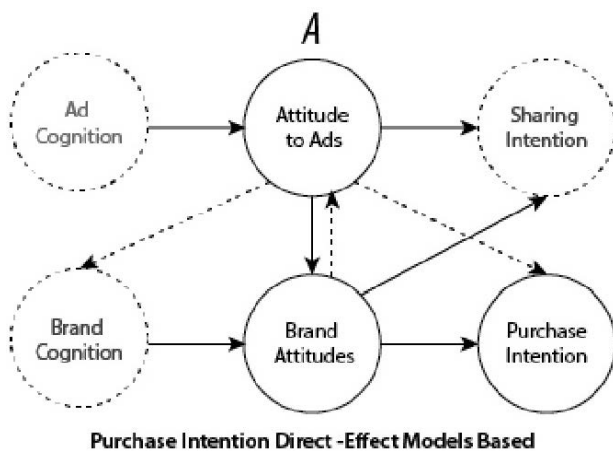 A
Ad
Cognition
Attitude
to Ads
Sharing
Intention
Brand
Cognition
Brand
Attitudes
Purchase
Intention
Purchase Intention Direct -Effect Models Based